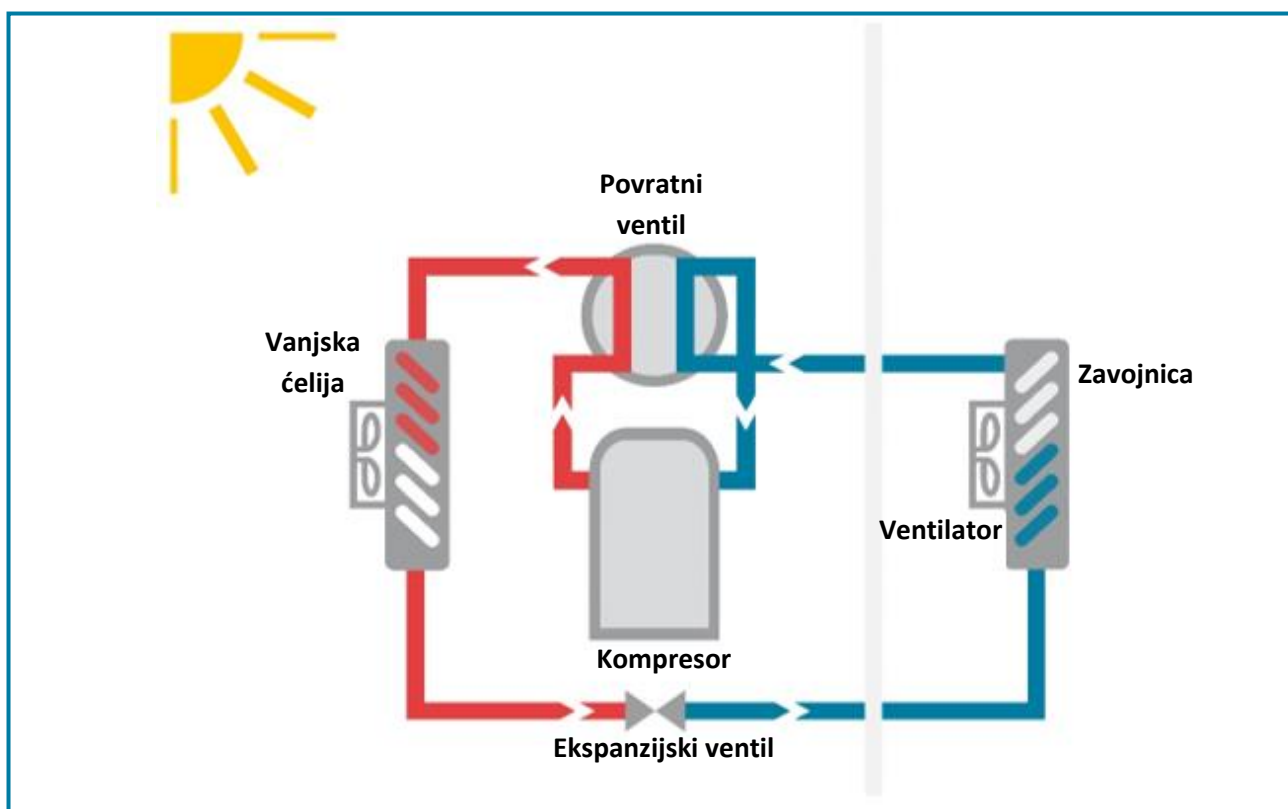 Povratni
ventil
Vanjska
ćelija
Zavojnica
Ventilator
Kompresor
Ekspanzijski ventil